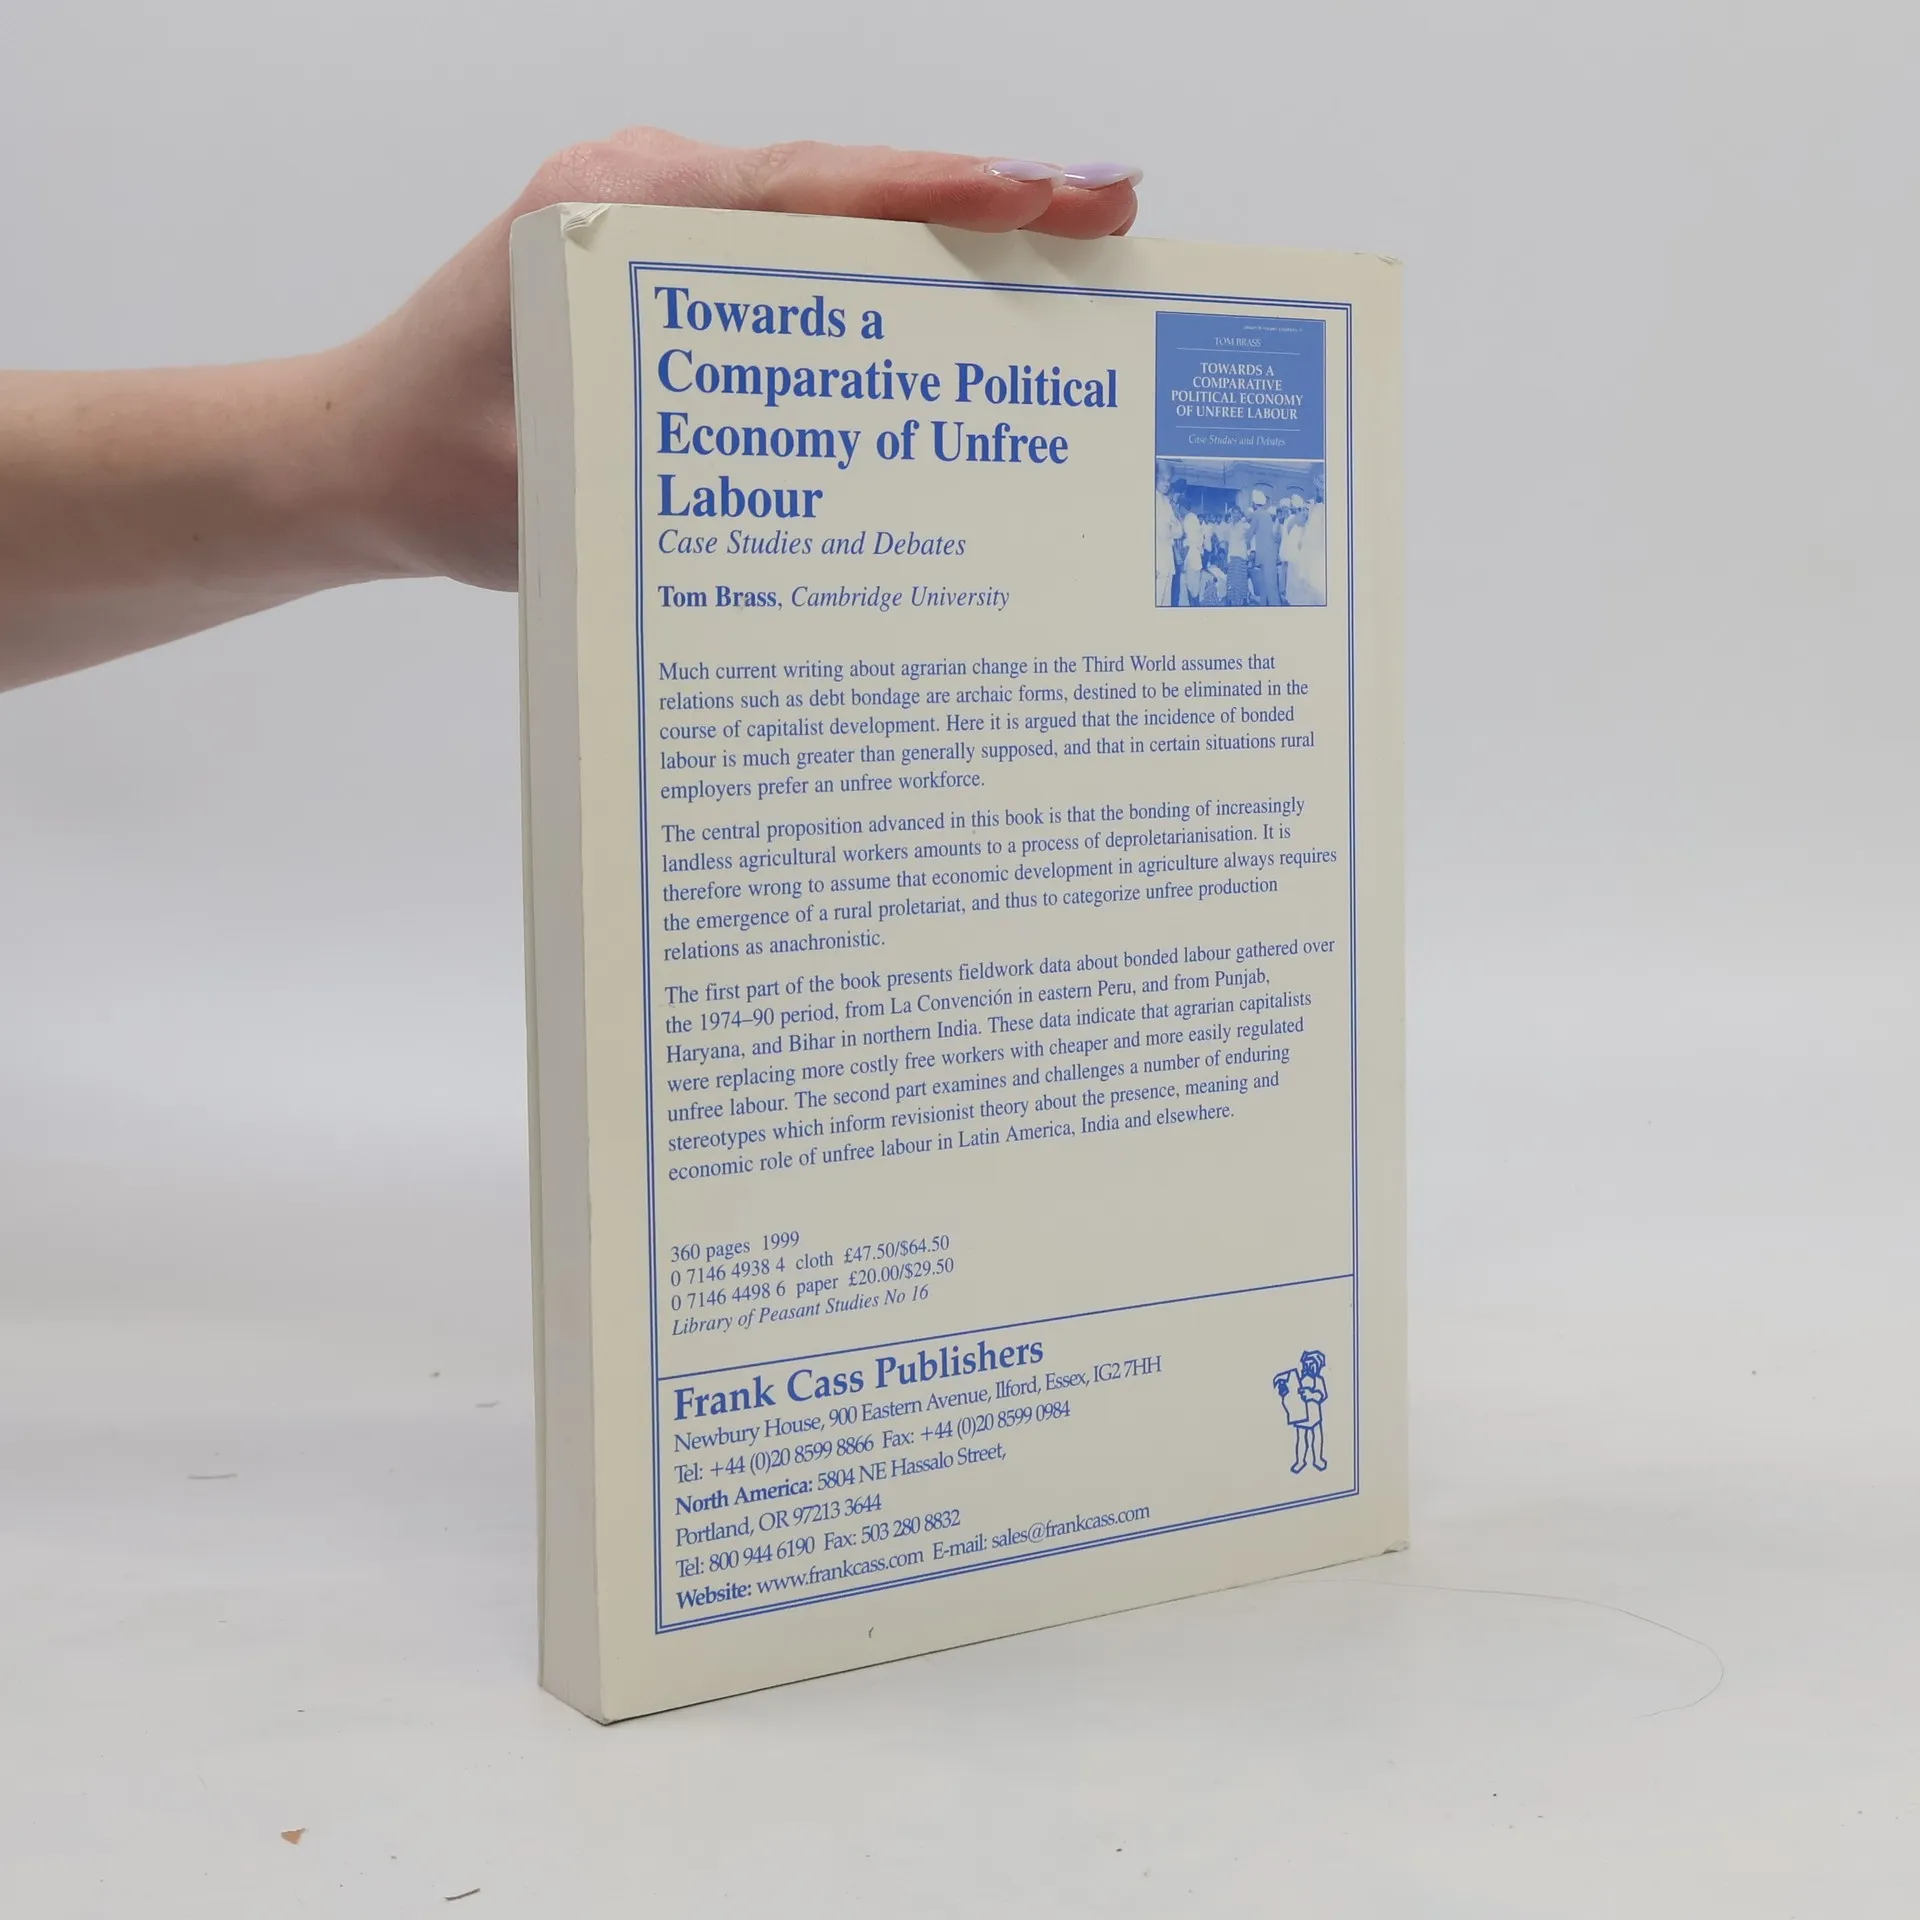 Towards a
Comparative Political
Economy of Unfree
Labour
Case Studies and Debates
Tom Brass, Cambridge University
TOM BRASS
TOWARDS A
COMPARATIVE
POLITICAL ECONOMY
OF UNFREE LABOUR
Case Studies and Debates
Much current writing about agrarian change in the Third World assumes that
relations such as debt bondage are archaic forms, destined to be eliminated in the
course of capitalist development. Here it is argued that the incidence of bonded
labour is much greater than generally supposed, and that in certain situations rural
employers prefer an unfree workforce.
The central proposition advanced in this book is that the bonding of increasingly
landless agricultural workers amounts to a process of deproletarianisation. It is
therefore wrong to assume that economic development in agriculture always requires
the emergence of a rural proletariat, and thus to categorize unfree production
relations as anachronistic.
The first part of the book presents fieldwork data about bonded labour gathered over
the 1974–90 period, from La Convención in eastern Peru, and from Punjab,
Haryana, and Bihar in northern India. These data indicate that agrarian capitalists
were replacing more costly free workers with cheaper and more easily regulated
unfree labour. The second part examines and challenges a number of enduring
stereotypes which inform revisionist theory about the presence, meaning and
economic role of unfree labour in Latin America, India and elsewhere.
360 pages 1999
0 7146 4938 4 cloth £47.50/$64.50
0 7146 4498 6 paper £20.00/$29.50
Library of Peasant Studies No 16
Frank Cass Publishers
Newbury House, 900 Eastern Avenue, Ilford, Essex, IG2 7HH
Tel: +44 (0)20 8599 8866 Fax: +44 (0)20 8599 0984
North America: 5804 NE Hassalo Street,
Portland, OR 97213 3644
Tel: 800 944 6190 Fax: 503 280 8832
Website: www.frankcass.com E-mail: sales@frankcass.com